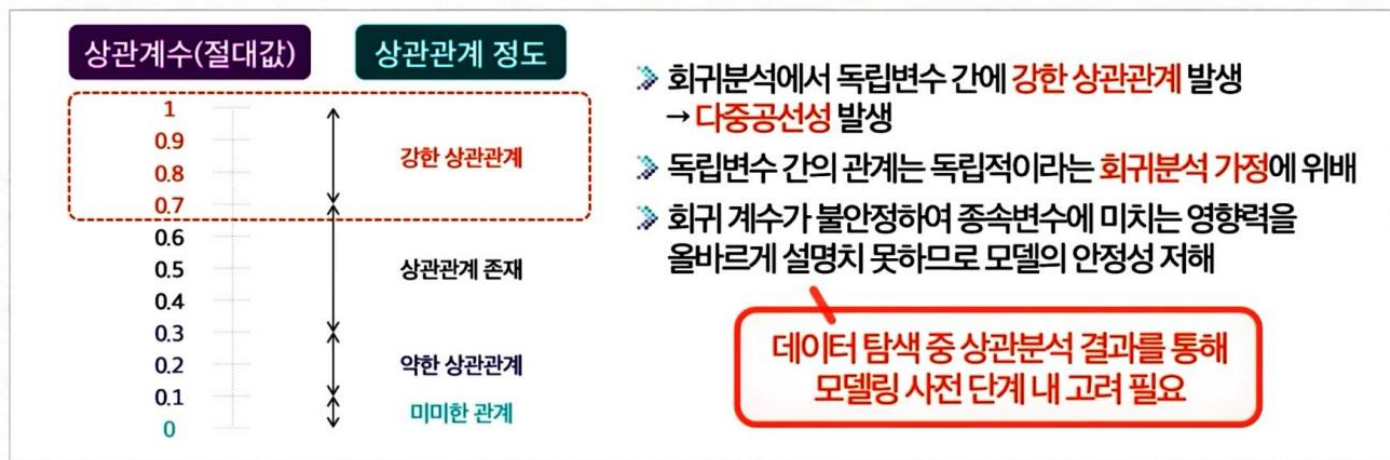 상관계수(절대값)
상관관계 정도
1
0.9
0.8
0.7
0.6
0.5
0.4
0.3
0.2
0.1
0
강한 상관관계
상관관계 존재
약한 상관관계
미미한 관계
회귀분석에서 독립변수 간에 강한 상관관계 발생
→ 다중공선성 발생
독립변수 간의 관계는 독립적이라는 회귀분석 가정에 위배
회귀 계수가 불안정하여 종속변수에 미치는 영향력을
올바르게 설명치 못하므로 모델의 안정성 저해
데이터 탐색 중 상관분석 결과를 통해
모델링 사전 단계 내 고려 필요